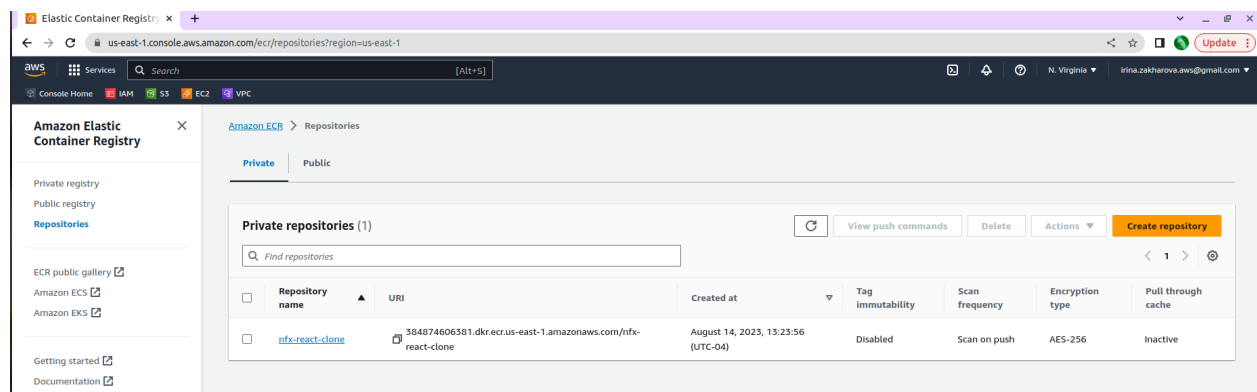 Elastic Container Registry
us-east-1.console.aws.amazon.com/ecr/repositories?region=us-east-1
Update
aws
Services
Search
[Alt+S]
N. Virginia
irina.zakharova.aws@gmail.com
Console Home
IAM
S3
EC2
VPC
Amazon Elastic
Container Registry
Private registry
Public registry
Repositories
ECR public gallery
Amazon ECS
Amazon EKS
Getting started
Documentation
Amazon ECR > Repositories
Private
Public
Private repositories (1)
View push commands
Delete
Actions
Create repository
Find repositories
1
Repository
name
URI
Created at
Tag
immutability
Scan
frequency
Encryption
type
Pull through
cache
nfx-react-clone
384874606381.dkr.ecr.us-east-1.amazonaws.com/nfx-
react-clone
August 14, 2023, 13:23:56
(UTC-04)
Disabled
Scan on push
AES-256
Inactive